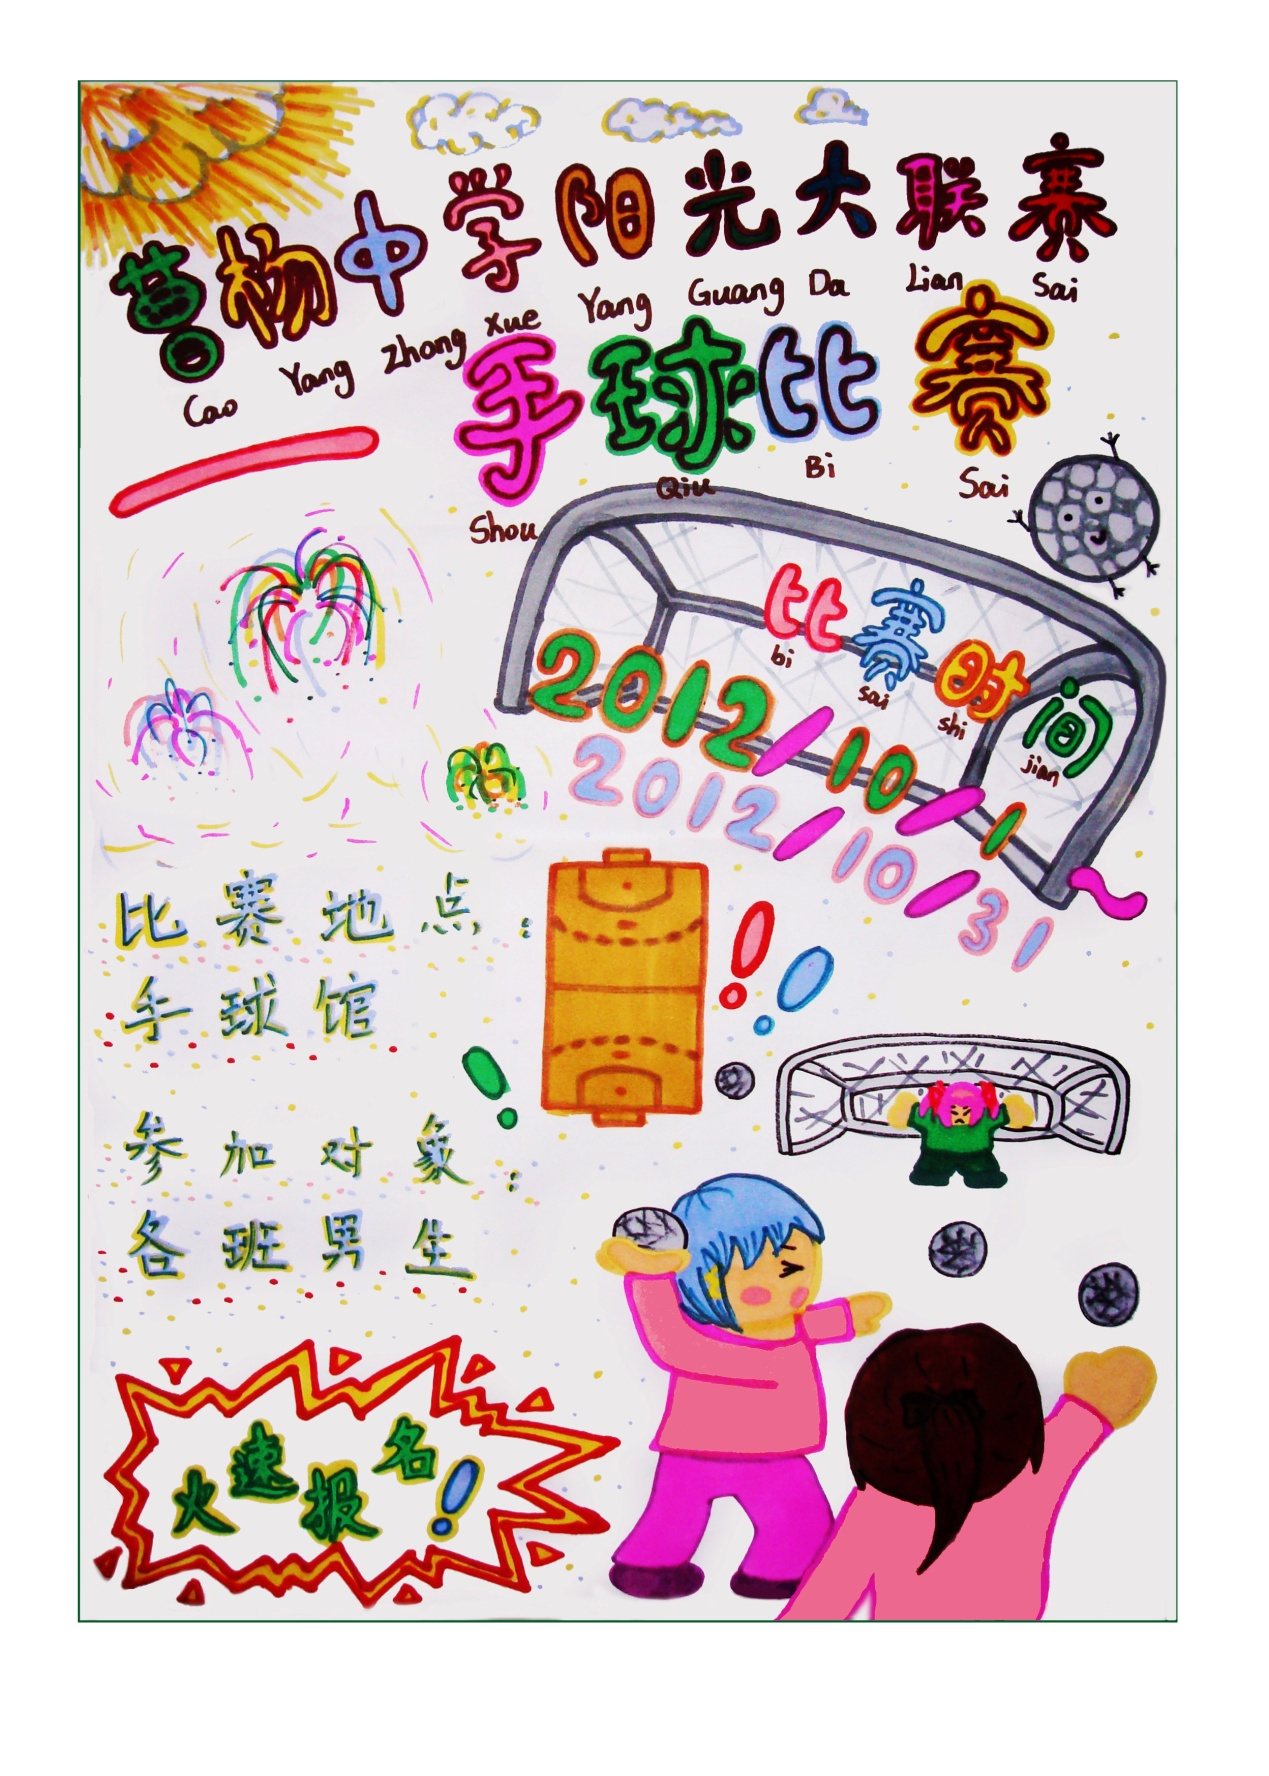 曹杨中学阳光大联赛
Cao Yang Zhong Xue Yang Guang Da Lian Sai
手球比赛
Shou Qiu Bi Sai
比赛时间
bi sai shi jian
2012/10/1
2012/10/31
比赛地点：
手球馆
参加对象：
各班男生
火速报名！